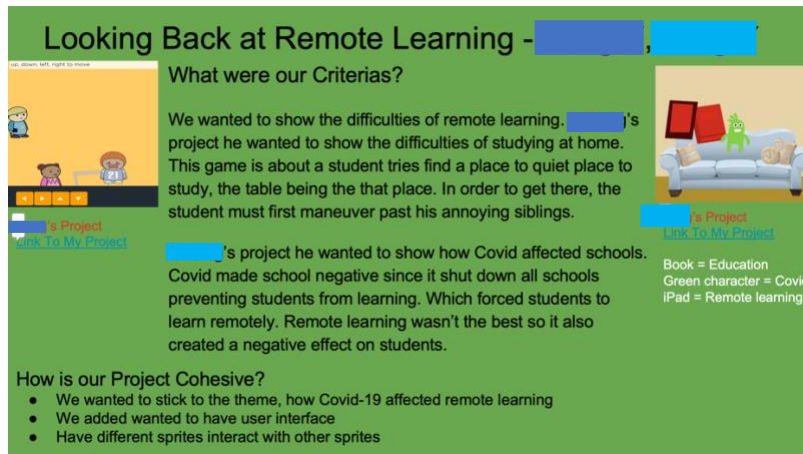 Looking Back at Remote Learning -
up, down, left, right to move
What were our Criterias?
We wanted to show the difficulties of remote learning. 's
project he wanted to show the difficulties of studying at home.
This game is about a student tries find a place to quiet place to
study, the table being the that place. In order to get there, the
student must first maneuver past his annoying siblings.
's project he wanted to show how Covid affected schools.
Covid made school negative since it shut down all schools
preventing students from learning. Which forced students to
learn remotely. Remote learning wasn't the best so it also
created a negative effect on students.
21
's Project
Link To My Project
's Project
Link To My Project
Book = Education
Green character = Covi
iPad = Remote learning
How is our Project Cohesive?
● We wanted to stick to the theme, how Covid-19 affected remote learning
● We added wanted to have user interface
● Have different sprites interact with other sprites